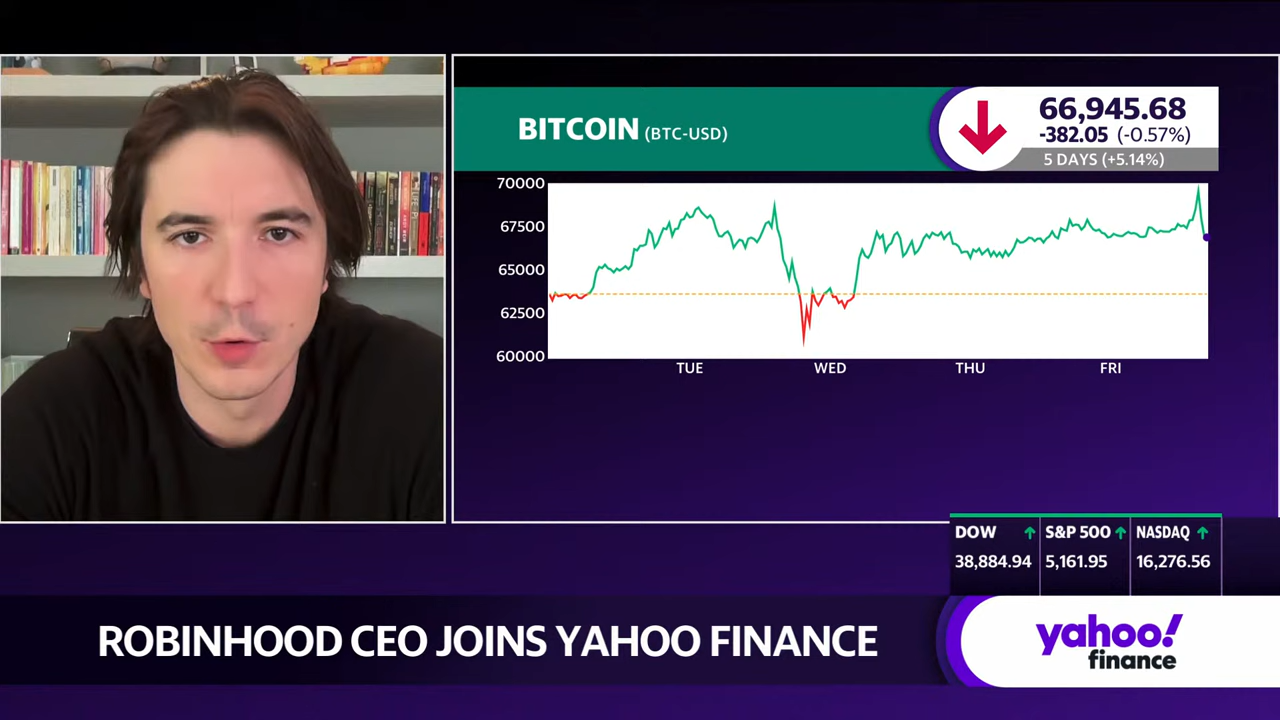 BITCOIN (BTC-USD)
66,945.68
-382.05 (-0.57%)
5 DAYS (+5.14%)
70000
67500
65000
62500
60000
TUE WED THU FRI
DOW S&P 500 NASDAQ
38,884.94 5,161.95 16,276.56
ROBINHOOD CEO JOINS YAHOO FINANCE
yahoo!
finance